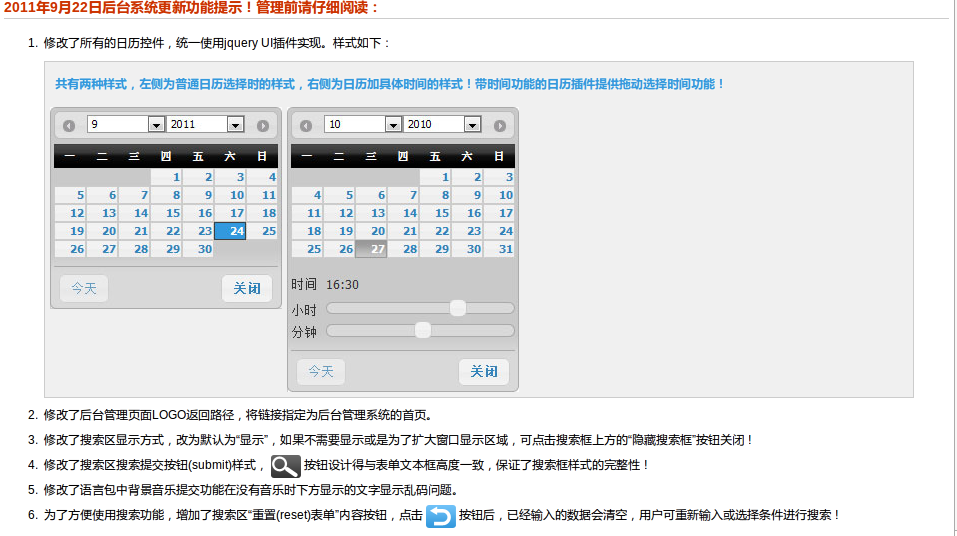 2011年9月22日后台系统更新功能提示！管理前请仔细阅读：
1. 修改了所有的日历控件，统一使用jquery UI插件实现。样式如下：
共有两种样式，左侧为普通日历选择时的样式，右侧为日历加具体时间的样式！带时间功能的日历插件提供拖动选择时间功能！
9 2011
一 二 三 四 五 六 日
1 2 3 4
5 6 7 8 9 10 11
12 13 14 15 16 17 18
19 20 21 22 23 24 25
26 27 28 29 30
今天 关闭
10 2010
一 二 三 四 五 六 日
1 2 3
4 5 6 7 8 9 10
11 12 13 14 15 16 17
18 19 20 21 22 23 24
25 26 27 28 29 30 31
时间 16:30
小时
分钟
今天 关闭
2. 修改了后台管理页面LOGO返回路径，将链接指定为后台管理系统的首页。
3. 修改了搜索区显示方式，改为默认为“显示”，如果不需要显示或是为了扩大窗口显示区域，可点击搜索框上方的“隐藏搜索框”按钮关闭！
4. 修改了搜索区搜索提交按钮(submit)样式， 按钮设计得与表单文本框高度一致，保证了搜索框样式的完整性！
5. 修改了语言包中背景音乐提交功能在没有音乐时下方显示的文字显示乱码问题。
6. 为了方便使用搜索功能，增加了搜索区“重置(reset)表单”内容按钮，点击 按钮后，已经输入的数据会清空，用户可重新输入或选择条件进行搜索！